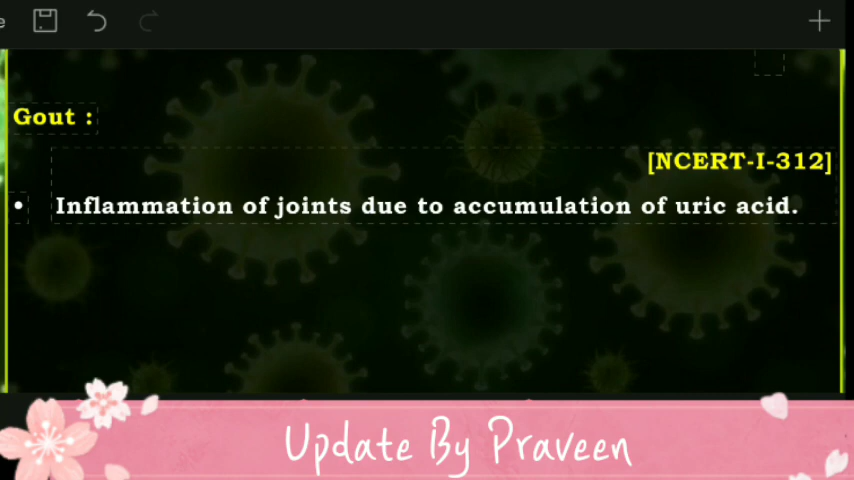 e
Gout :
[NCERT-I-312]
• Inflammation of joints due to accumulation of uric acid.
Update By Praveen